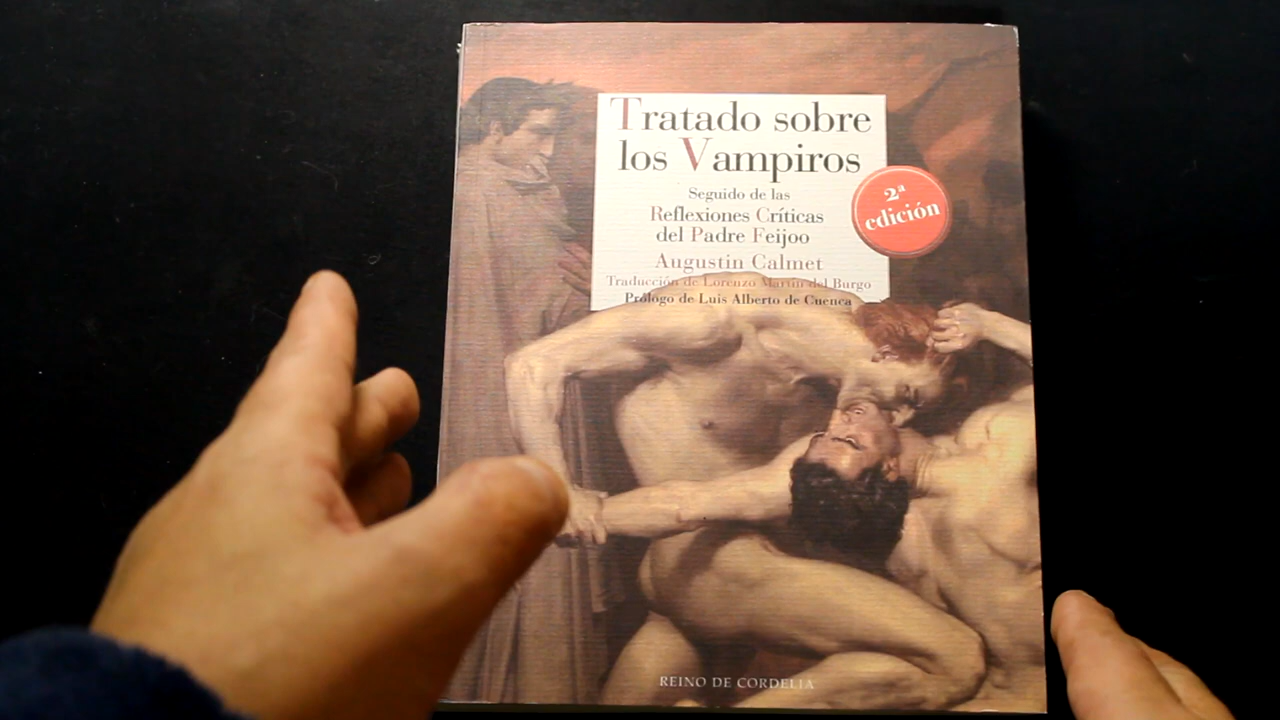 Tratado sobre
los Vampiros
Seguido de las
Reflexiones Críticas
del Padre Feijoo
Augustin Calmet
Traducción de Lorenzo Martín del Burgo
Prólogo de Luis Alberto de Cuenca
2ª
edición
REINO DE CORDELIA